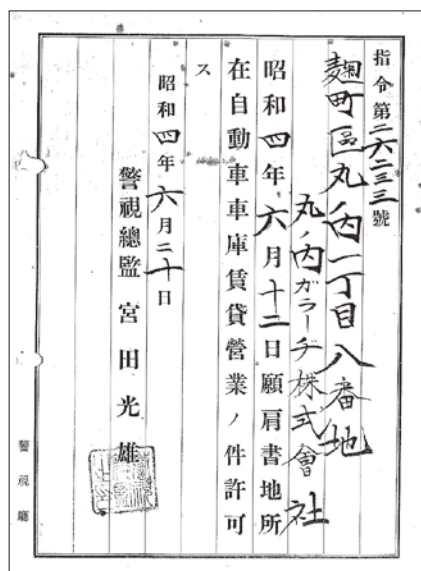 指令第二六二三三號
麹町區丸ノ内一丁目八番地
丸ノ内ガラーヂ株式會社
昭和四年六月十二日願肩書地所
在自動車車庫賃貸營業ノ件許可
ス
昭和四年六月二十日
警視總監宮田光雄
警視廳